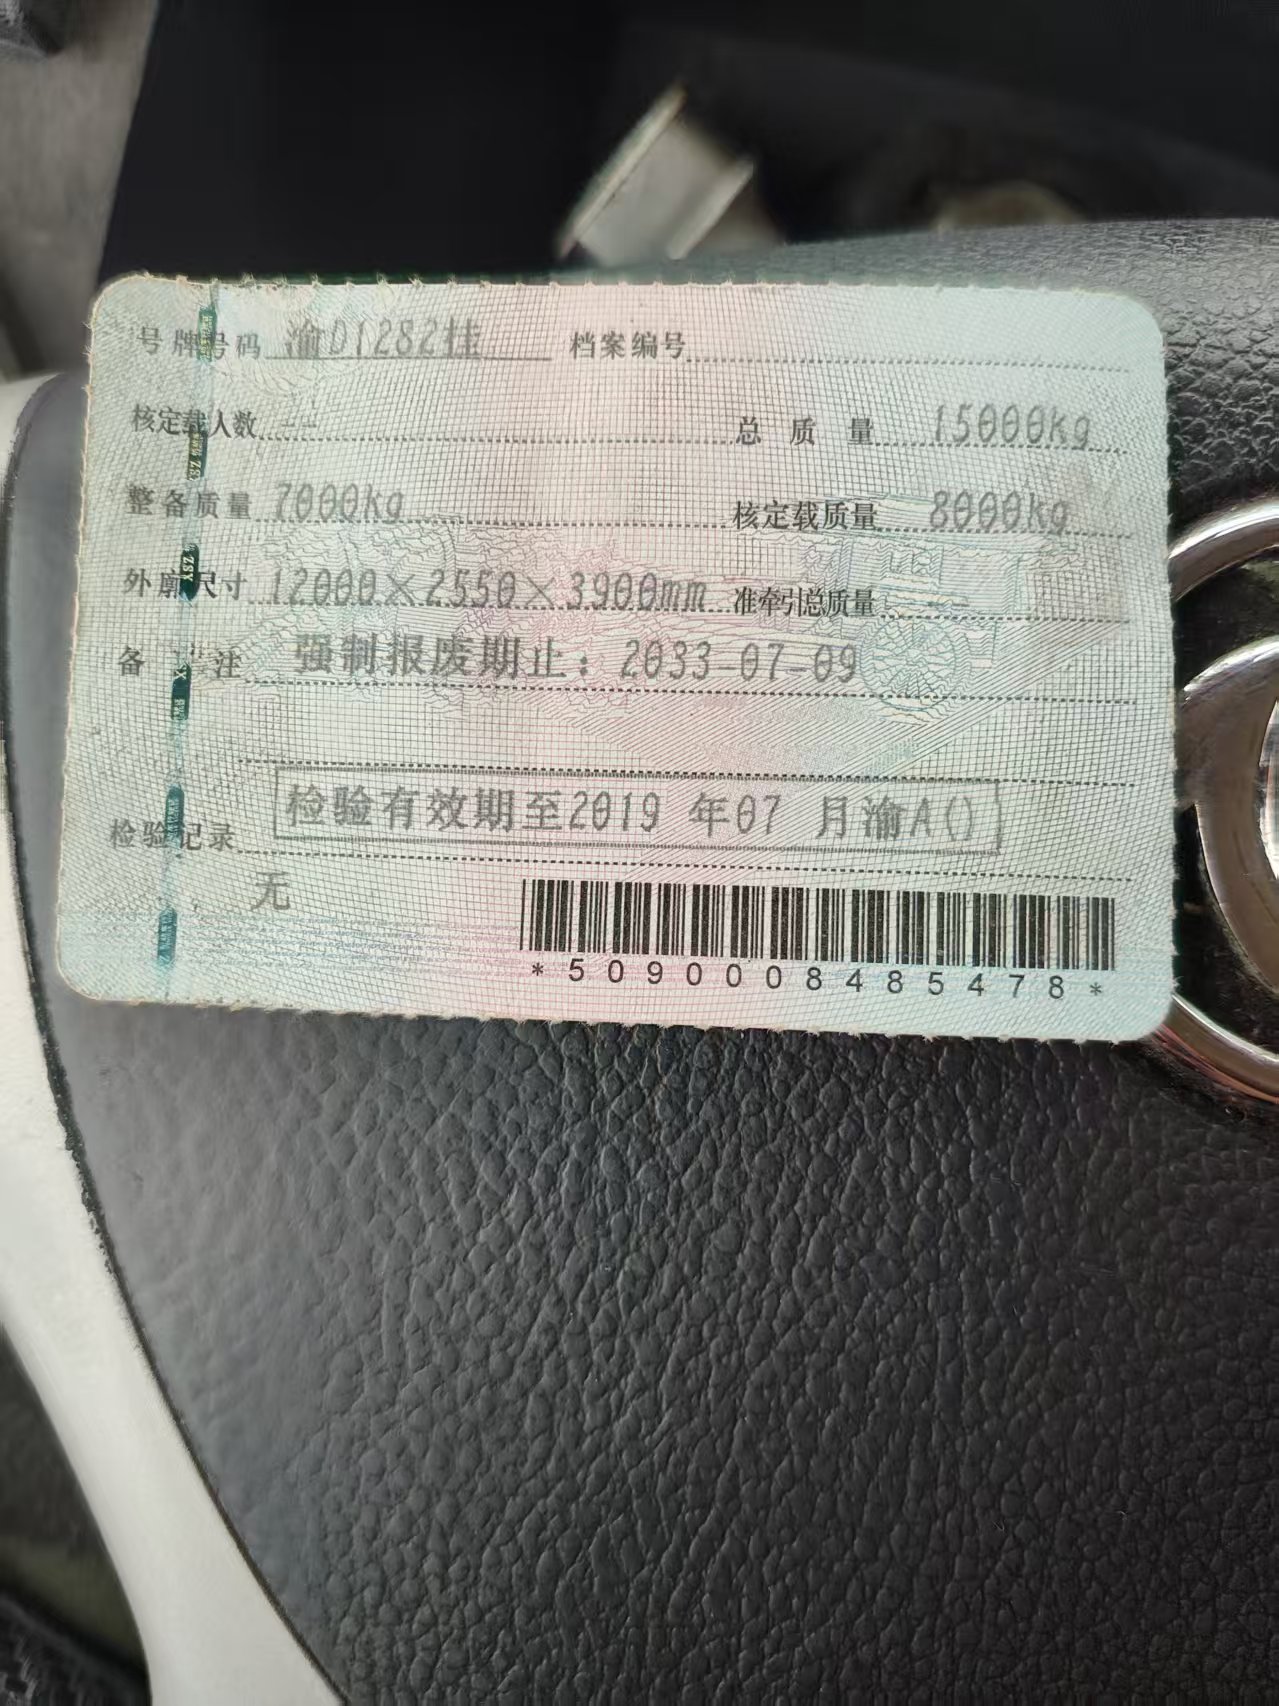 号牌号码 渝D1282挂 档案编号
核定载人数 -- 总质量 15000kg
整备质量 7000kg 核定载质量 8000kg
外廓尺寸 12000×2550×3900mm 准牵引总质量 --
备注 强制报废期止：2033-07-09
检验记录 检验有效期至2019 年07 月渝A()
无
*5090008485478*